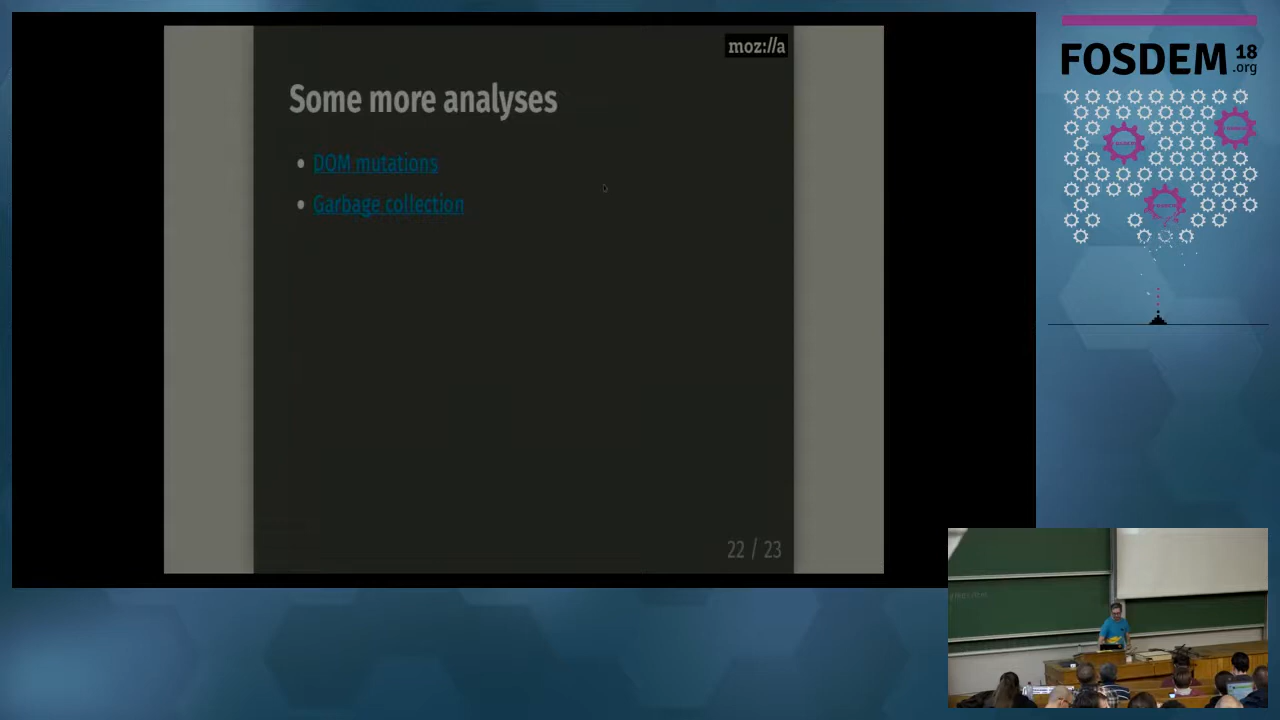 moz://a
Some more analyses
DOM mutations
Garbage collection
22 / 23
FOSDEM 18
.org